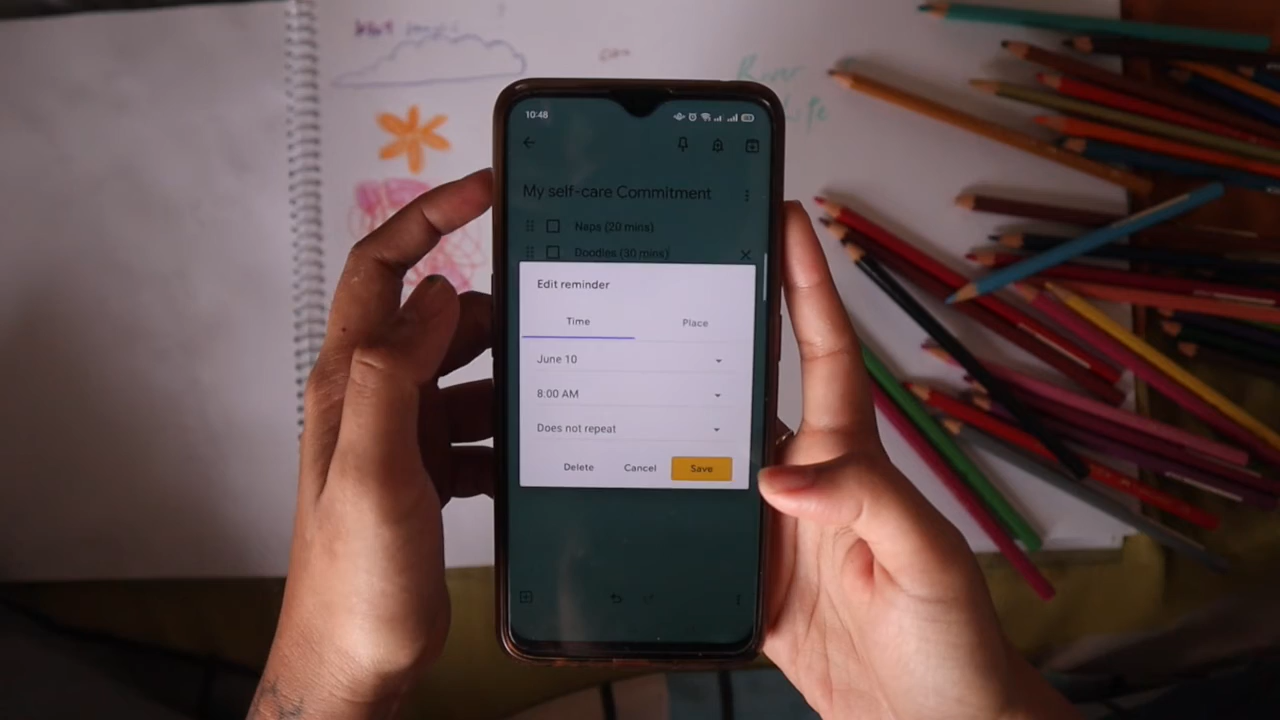 River
10:48
My self-care Commitment
Naps (20 mins)
Doodles (30 mins)
Edit reminder
Time Place
June 10
8:00 AM
Does not repeat
Delete Cancel Save